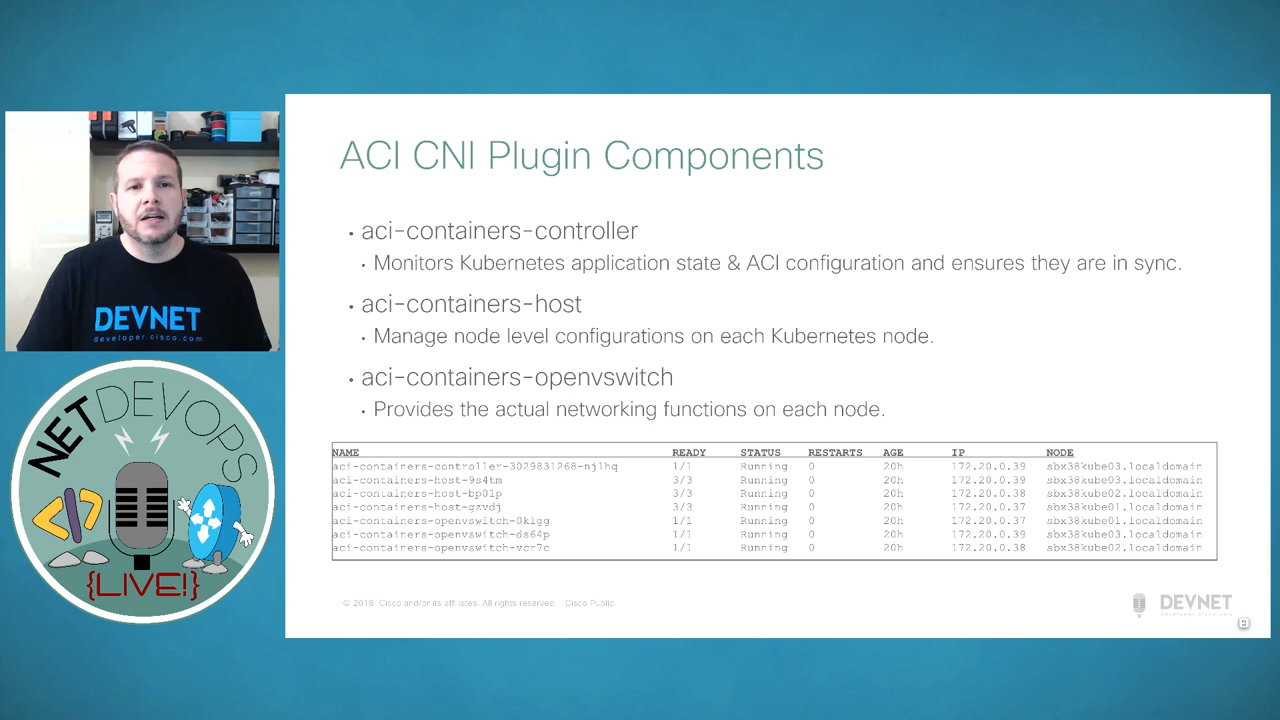 ACI CNI Plugin Components
• aci-containers-controller
• Monitors Kubernetes application state & ACI configuration and ensures they are in sync.
• aci-containers-host
• Manage node level configurations on each Kubernetes node.
• aci-containers-openvswitch
• Provides the actual networking functions on each node.
NAME READY STATUS RESTARTS AGE IP NODE
aci-containers-controller-3029831268-nj1hq 1/1 Running 0 20h 172.20.0.39 sbx38kube03.localdomain
aci-containers-host-9s4tm 3/3 Running 0 20h 172.20.0.39 sbx38kube03.localdomain
aci-containers-host-bp01p 3/3 Running 0 20h 172.20.0.38 sbx38kube02.localdomain
aci-containers-host-gzvdj 3/3 Running 0 20h 172.20.0.37 sbx38kube01.localdomain
aci-containers-openvswitch-0klgg 1/1 Running 0 20h 172.20.0.37 sbx38kube01.localdomain
aci-containers-openvswitch-ds64p 1/1 Running 0 20h 172.20.0.39 sbx38kube03.localdomain
aci-containers-openvswitch-vcr7c 1/1 Running 0 20h 172.20.0.38 sbx38kube02.localdomain
© 2018 Cisco and/or its affiliates. All rights reserved. Cisco Public
DEVNET
developer.cisco.com
DEVNET
developer.cisco.com
NETDEVOPS
</>
{LIVE!}